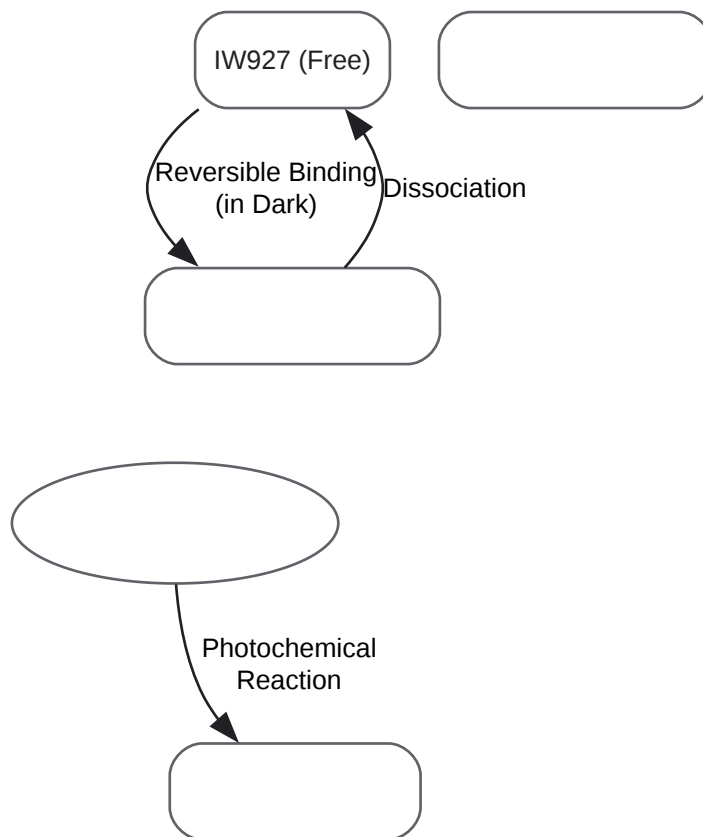 IW927 (Free)
Reversible Binding
(in Dark)
Dissociation
Photochemical
Reaction